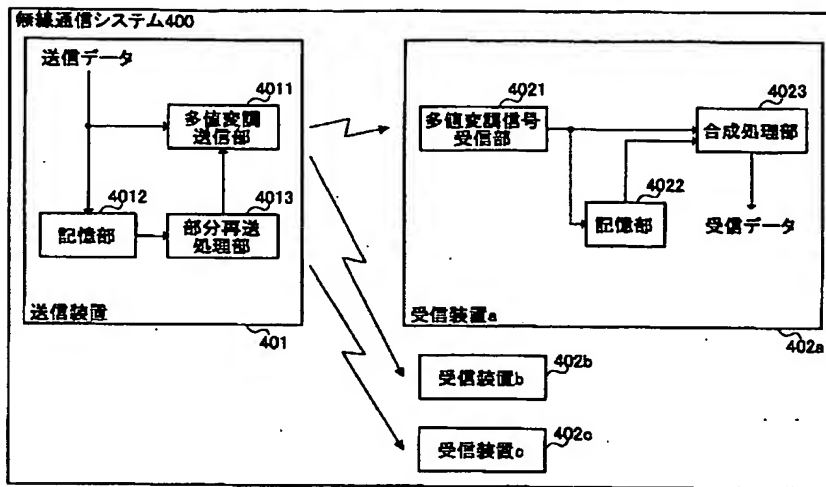 無線通信システム400
送信データ
4011
多値変調
送信部
4012
記憶部
4013
部分再送
処理部
送信装置
401
4021
多値変調信号
受信部
4022
記憶部
4023
合成処理部
受信データ
受信装置a
402a
受信装置b
402b
受信装置c
402c